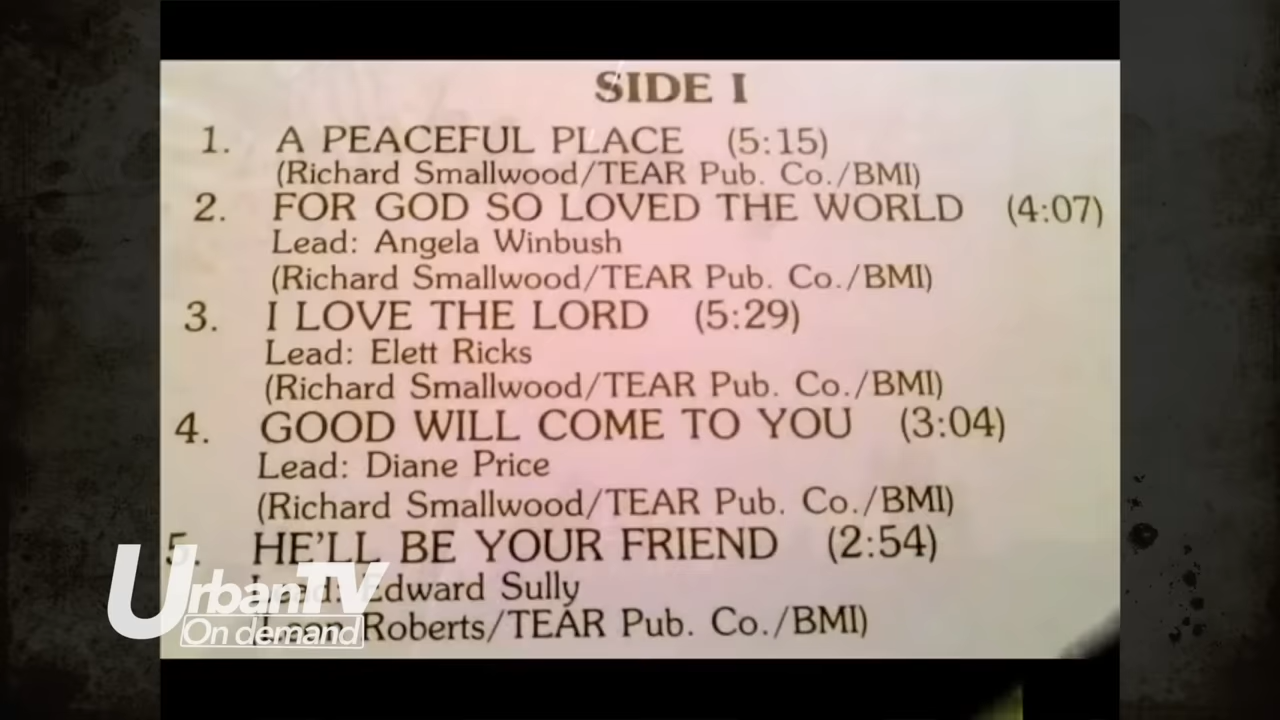 SIDE I
1. A PEACEFUL PLACE (5:15)
(Richard Smallwood/TEAR Pub. Co./BMI)
2. FOR GOD SO LOVED THE WORLD (4:07)
Lead: Angela Winbush
(Richard Smallwood/TEAR Pub. Co./BMI)
3. I LOVE THE LORD (5:29)
Lead: Elett Ricks
(Richard Smallwood/TEAR Pub. Co./BMI)
4. GOOD WILL COME TO YOU (3:04)
Lead: Diane Price
(Richard Smallwood/TEAR Pub. Co./BMI)
5. HE'LL BE YOUR FRIEND (2:54)
Lead: Edward Sully
Roberts/TEAR Pub. Co./BMI)
UrbanTV
On demand